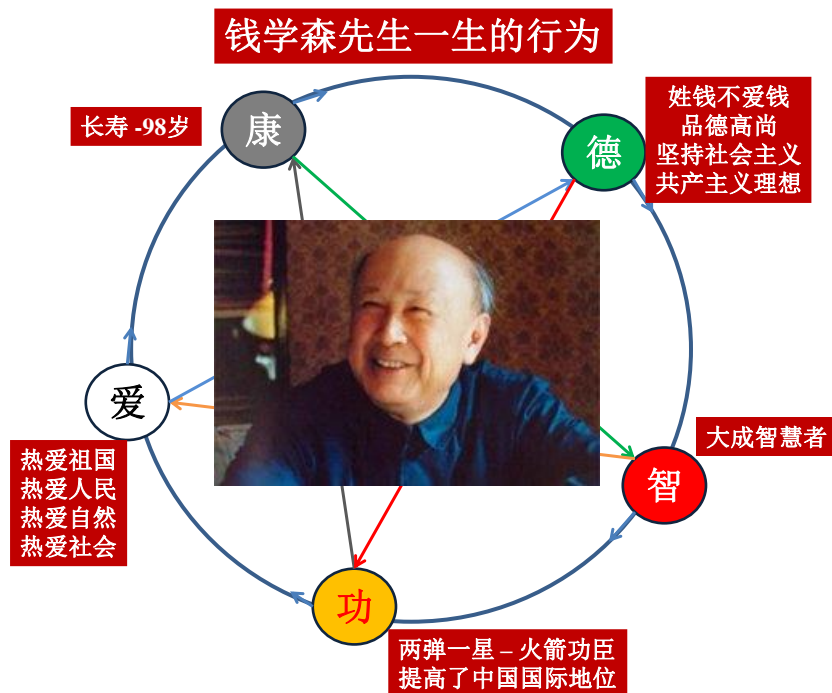 钱学森先生一生的行为
康
长寿 -98岁
德
姓钱不爱钱
品德高尚
坚持社会主义
共产主义理想
爱
热爱祖国
热爱人民
热爱自然
热爱社会
大成智慧者
智
功
两弹一星 – 火箭功臣
提高了中国国际地位